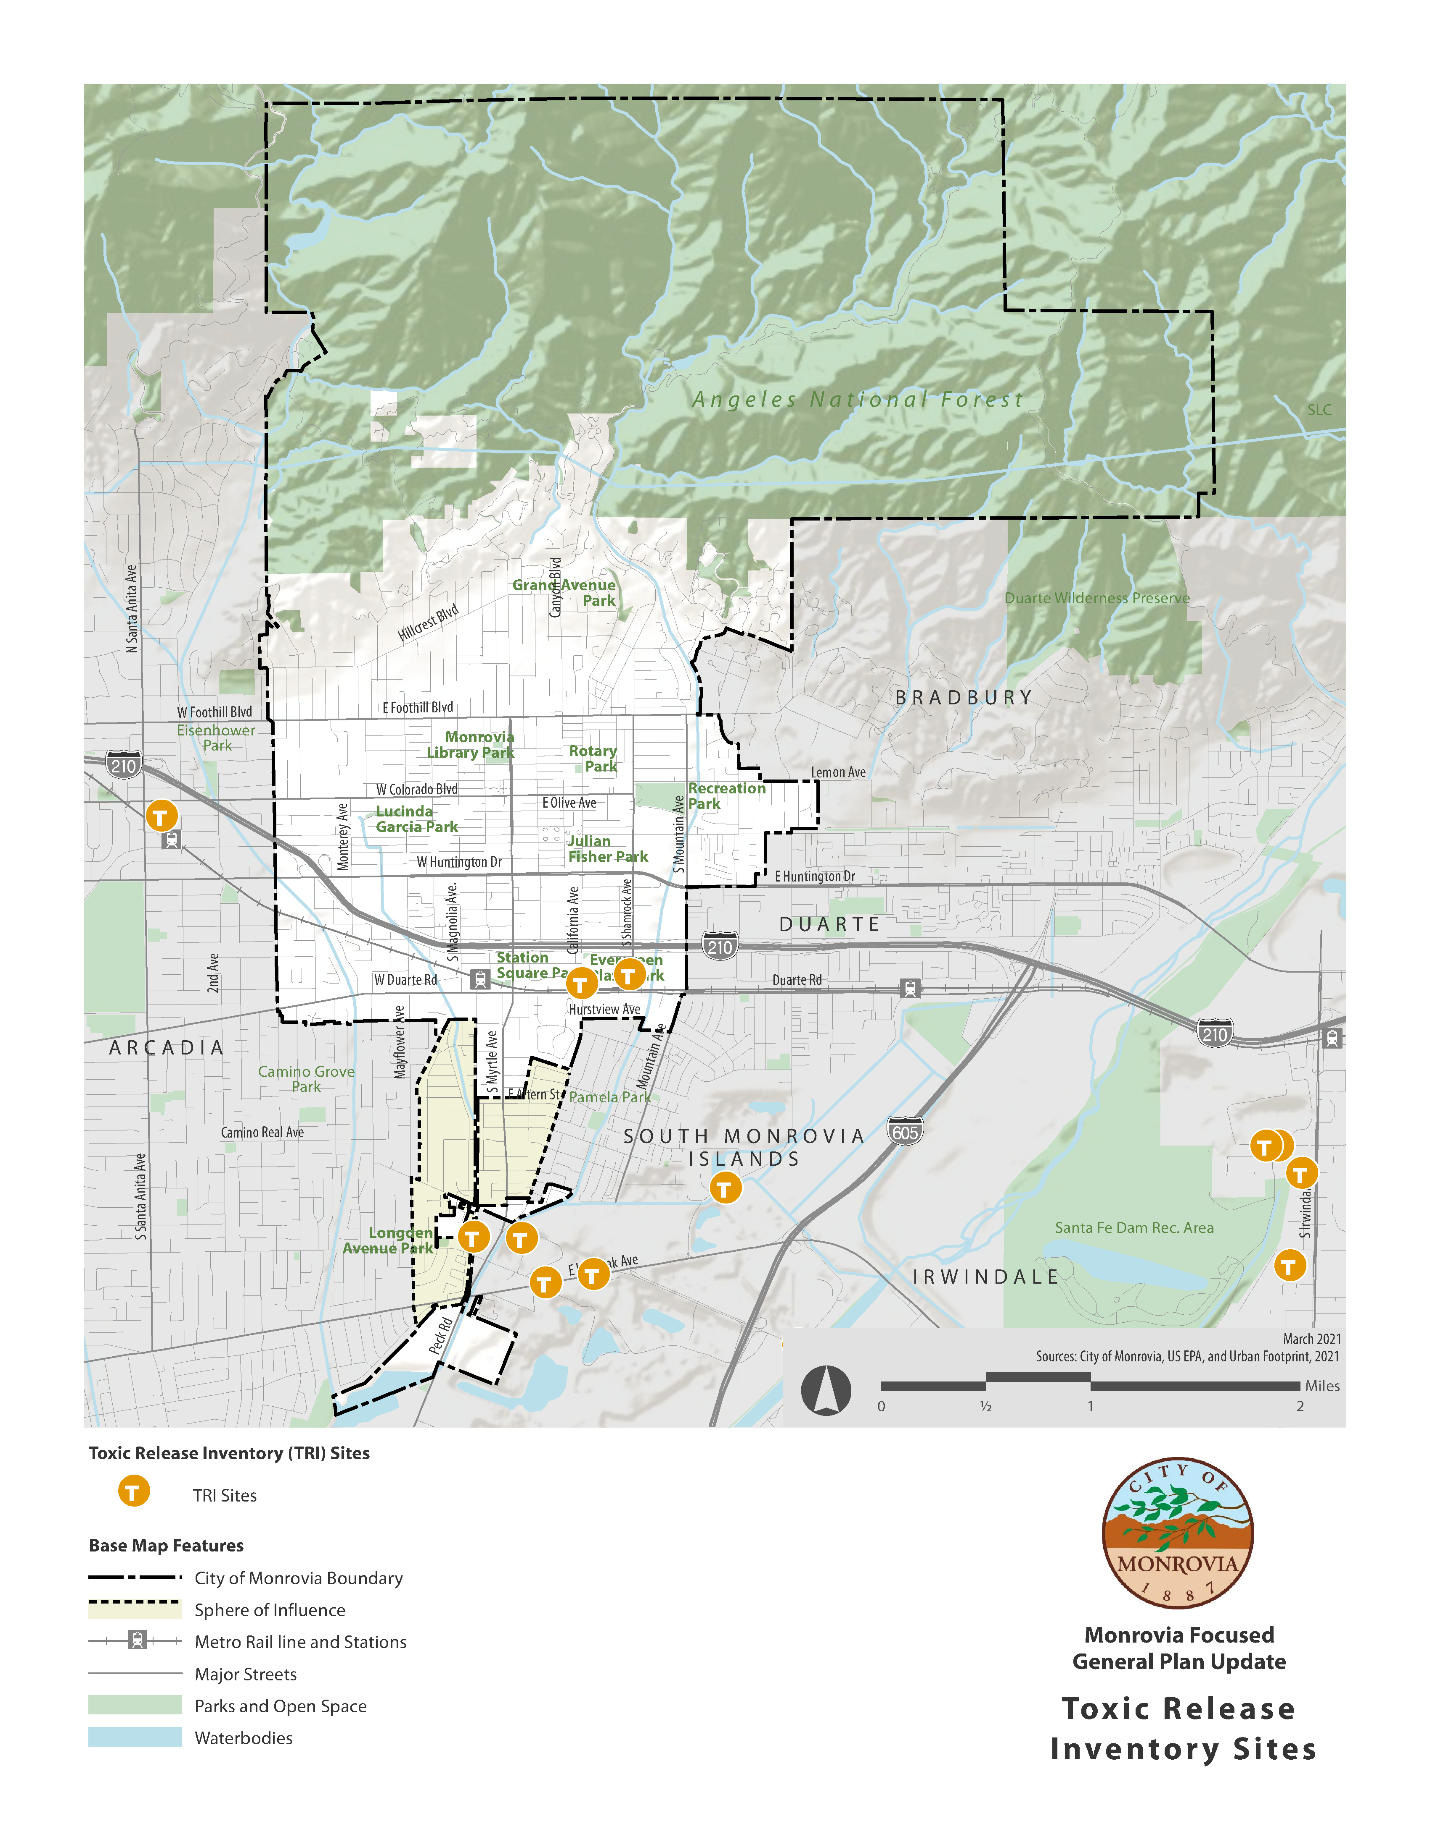 Angeles National Forest
SLC
N Santa Anita Ave
Canyon Blvd
Grand Avenue
Park
Hillcrest Blvd
Duarte Wilderness Preserve
BRADBURY
W Foothill Blvd
E Foothill Blvd
Eisenhower
Park
Monrovia
Library Park
Rotary
Park
210
Lemon Ave
W Colorado Blvd
E Olive Ave
Recreation
Park
T
Lucinda
Garcia Park
Monterey Ave
S Mountain Ave
Julian
Fisher Park
W Huntington Dr
E Huntington Dr
S Magnolia Ave.
California Ave
S Shamrock Ave
DUARTE
210
2nd Ave
Station
Square Pa
Park
T
T
W Duarte Rd
Duarte Rd
Hurstview Ave
210
ARCADIA
Mayflower Ave
S Myrtle Ave
Mountain Ave
Camino Grove
Park
Pamela Park
Camino Real Ave
605
SOUTH MONROVIA
ISLANDS
T
T
T
S Santa Anita Ave
S Irwinda
Longden
Avenue Park
T
T
Santa Fe Dam Rec. Area
T
T
T
Ave
IRWINDALE
Peck Rd
March 2021
Sources: City of Monrovia, US EPA, and Urban Footprint, 2021
Miles
0 ½ 1 2
Toxic Release Inventory (TRI) Sites
T TRI Sites
Base Map Features
City of Monrovia Boundary
Sphere of Influence
Metro Rail line and Stations
Major Streets
Parks and Open Space
Waterbodies
CITY OF
MONROVIA
1887
Monrovia Focused
General Plan Update
Toxic Release
Inventory Sites